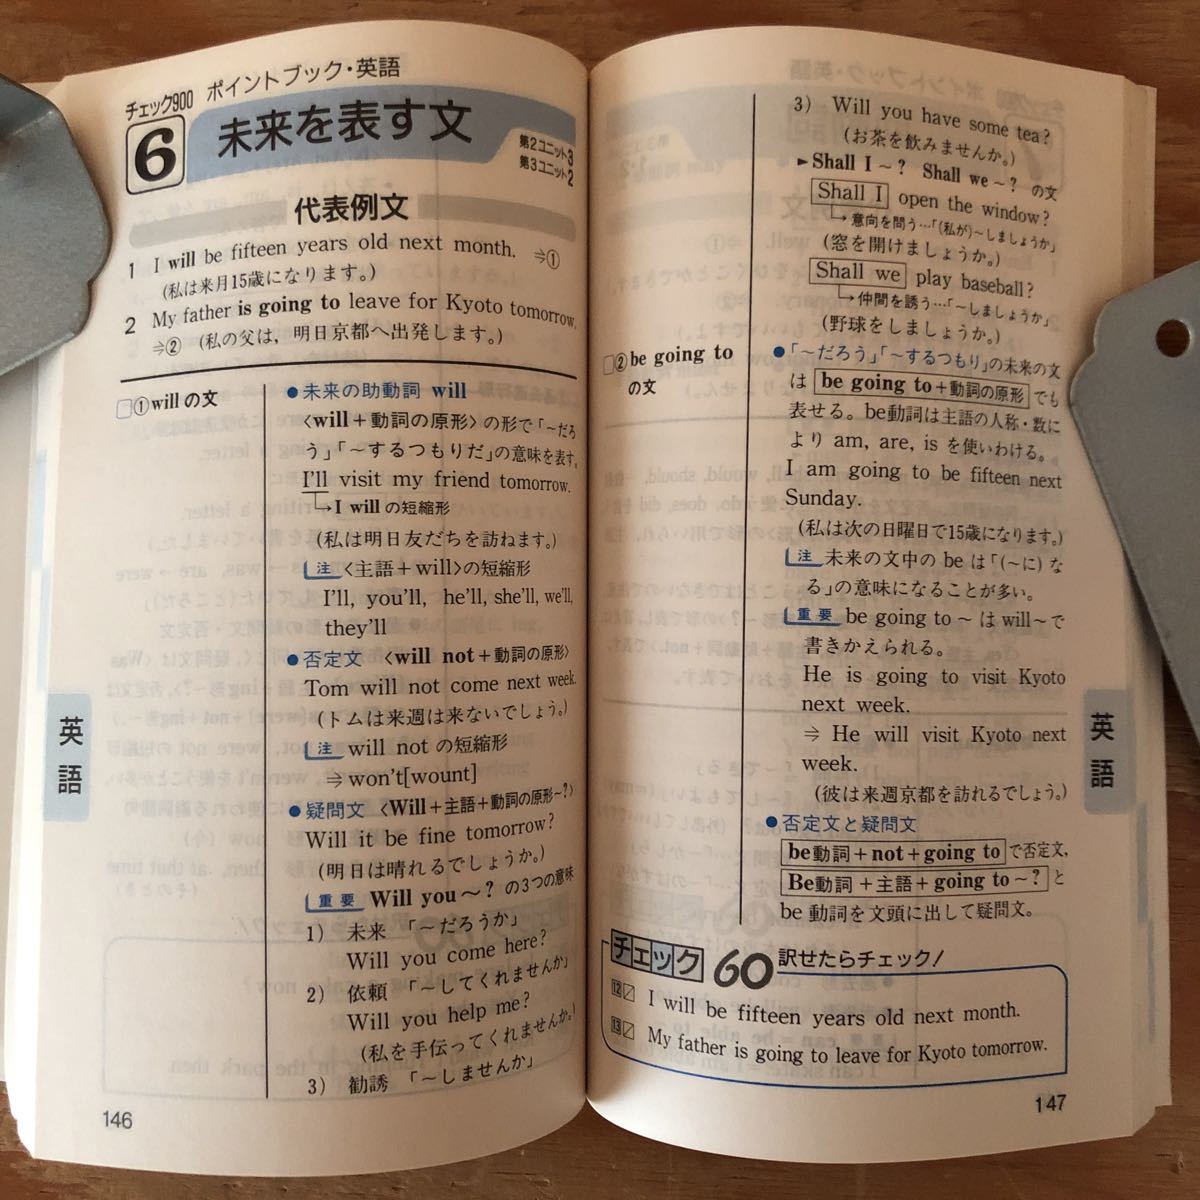 チェック900 ポイントブック・英語
6 未来を表す文
第2ユニット3
第3ユニット2
代表例文
1 I will be fifteen years old next month. ⇒①
(私は来月15歳になります。)
2 My father is going to leave for Kyoto tomorrow.
⇒② (私の父は,明日京都へ出発します。)
①willの文
●未来の助動詞 will
〈will+動詞の原形〉の形で「~だろ
う」「~するつもりだ」の意味を表す。
I'll visit my friend tomorrow.
→I willの短縮形
(私は明日友だちを訪ねます。)
注 〈主語+will〉の短縮形
I'll, you'll, he'll, she'll, we'll,
they'll
●否定文 〈will not+動詞の原形〉
Tom will not come next week.
(トムは来週は来ないでしょう。)
注 will notの短縮形
⇒won't[wount]
●疑問文 〈Will+主語+動詞の原形~?〉
Will it be fine tomorrow?
(明日は晴れるでしょうか。)
重要 Will you~? の3つの意味
1) 未来 「~だろうか」
Will you come here?
2) 依頼 「~してくれませんか」
Will you help me?
(私を手伝ってくれませんか。)
3) 勧誘 「~しませんか」
英語
146
3) Will you have some tea?
(お茶を飲みませんか。)
►Shall I~? Shall we~? の文
Shall I open the window?
→意向を問う…「(私が)~しましょうか」
(窓を開けましょうか。)
Shall we play baseball?
→仲間を誘う…「~しましょうか」
(野球をしましょうか。)
②be going to
の文
●「~だろう」「~するつもり」の未来の文
は be going to+動詞の原形 でも
表せる。be動詞は主語の人称・数に
より am, are, is を使いわける。
I am going to be fifteen next
Sunday.
(私は次の日曜日で15歳になります。)
注 未来の文中の be は「(~に)な
る」の意味になることが多い。
重要 be going to~はwill~で
書きかえられる。
He is going to visit Kyoto
next week.
⇒ He will visit Kyoto next
week.
(彼は来週京都を訪れるでしょう。)
●否定文と疑問文
be動詞+not+going to で否定文,
Be動詞+主語+going to~? と
be 動詞を文頭に出して疑問文。
チェック 60 訳せたらチェック!
12 I will be fifteen years old next month.
13 My father is going to leave for Kyoto tomorrow.
英語
147